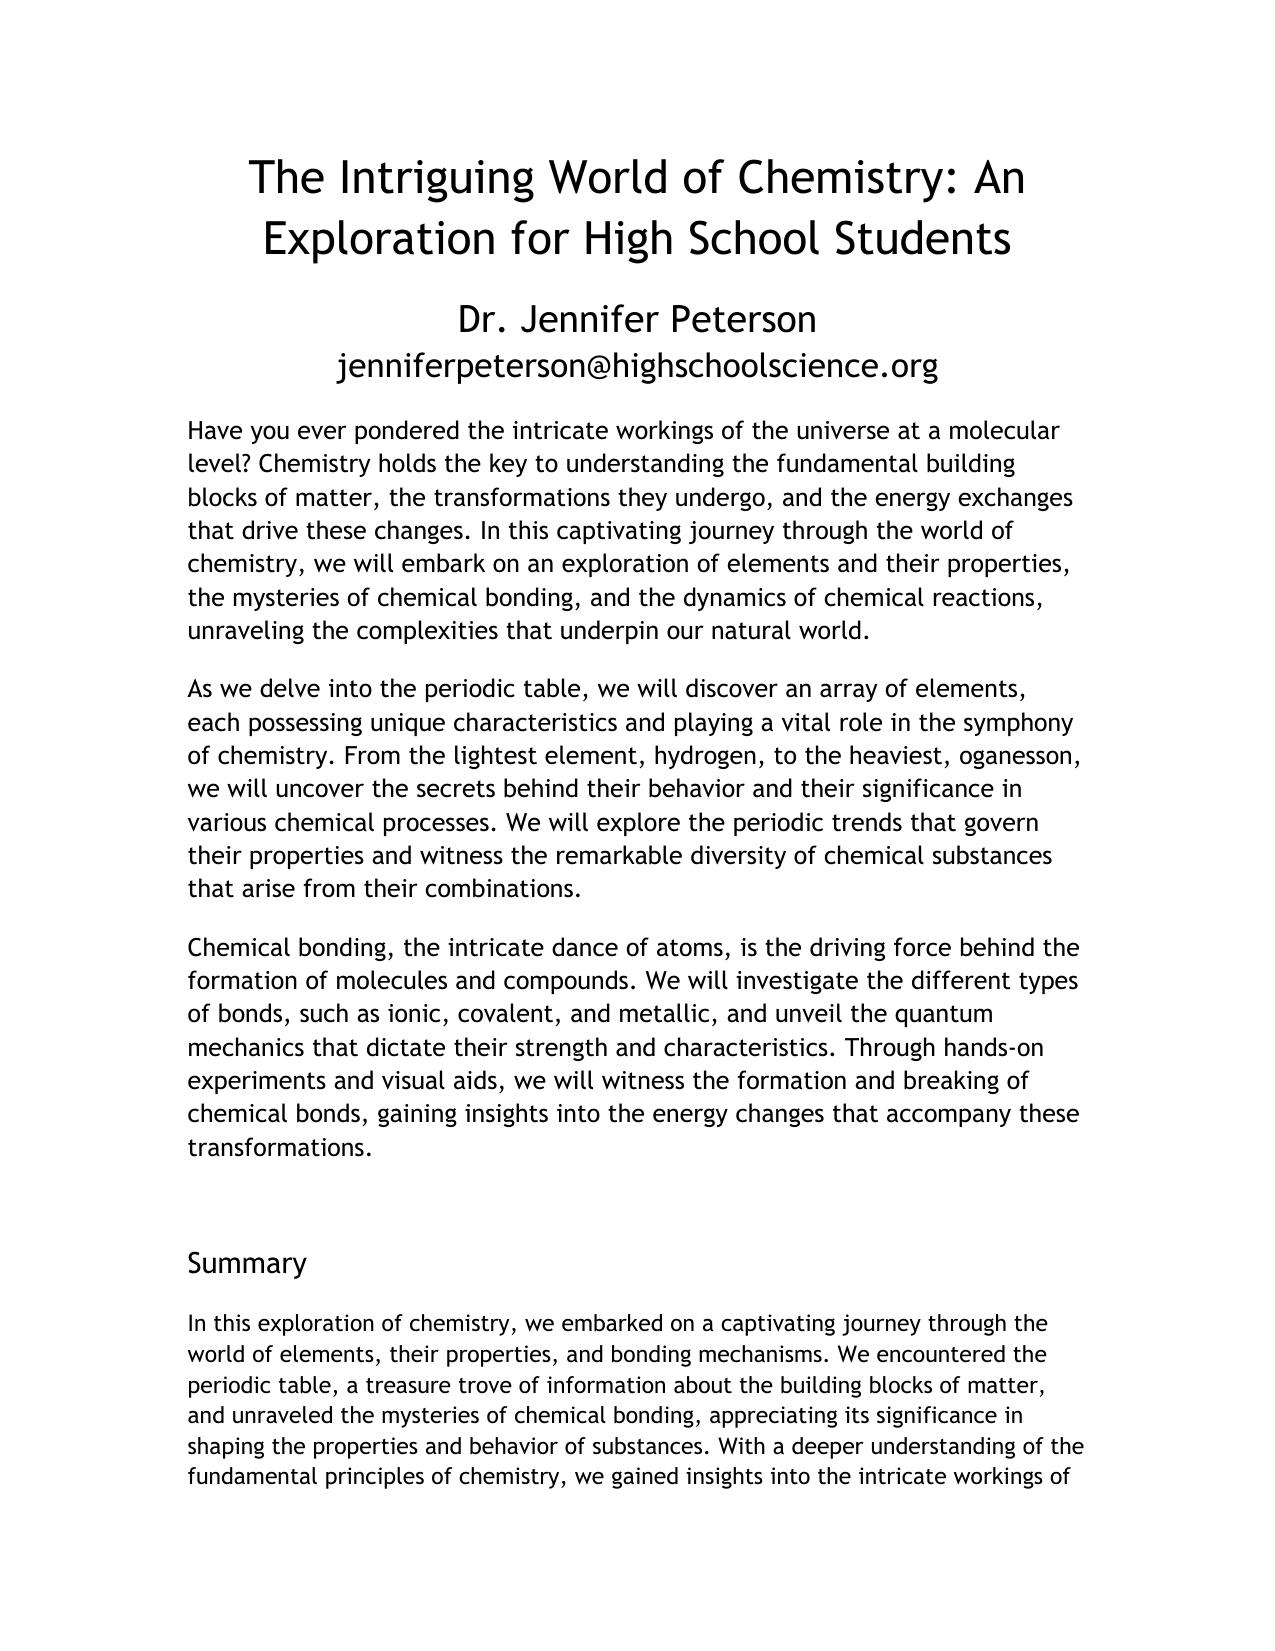 The Intriguing World of Chemistry: An
Exploration for High School Students
Dr. Jennifer Peterson
jenniferpeterson@highschoolscience.org
Have you ever pondered the intricate workings of the universe at a molecular
level? Chemistry holds the key to understanding the fundamental building
blocks of matter, the transformations they undergo, and the energy exchanges
that drive these changes. In this captivating journey through the world of
chemistry, we will embark on an exploration of elements and their properties,
the mysteries of chemical bonding, and the dynamics of chemical reactions,
unraveling the complexities that underpin our natural world.
As we delve into the periodic table, we will discover an array of elements,
each possessing unique characteristics and playing a vital role in the symphony
of chemistry. From the lightest element, hydrogen, to the heaviest, oganesson,
we will uncover the secrets behind their behavior and their significance in
various chemical processes. We will explore the periodic trends that govern
their properties and witness the remarkable diversity of chemical substances
that arise from their combinations.
Chemical bonding, the intricate dance of atoms, is the driving force behind the
formation of molecules and compounds. We will investigate the different types
of bonds, such as ionic, covalent, and metallic, and unveil the quantum
mechanics that dictate their strength and characteristics. Through hands-on
experiments and visual aids, we will witness the formation and breaking of
chemical bonds, gaining insights into the energy changes that accompany these
transformations.
Summary
In this exploration of chemistry, we embarked on a captivating journey through the
world of elements, their properties, and bonding mechanisms. We encountered the
periodic table, a treasure trove of information about the building blocks of matter,
and unraveled the mysteries of chemical bonding, appreciating its significance in
shaping the properties and behavior of substances. With a deeper understanding of the
fundamental principles of chemistry, we gained insights into the intricate workings of